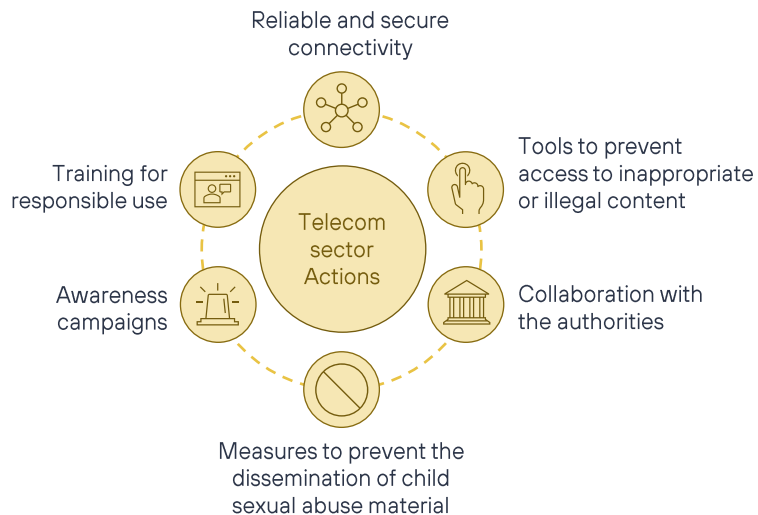 Reliable and secure
connectivity
Tools to prevent
access to inappropriate
or illegal content
Collaboration with
the authorities
Measures to prevent the
dissemination of child
sexual abuse material
Awareness
campaigns
Training for
responsible use
Telecom
sector
Actions